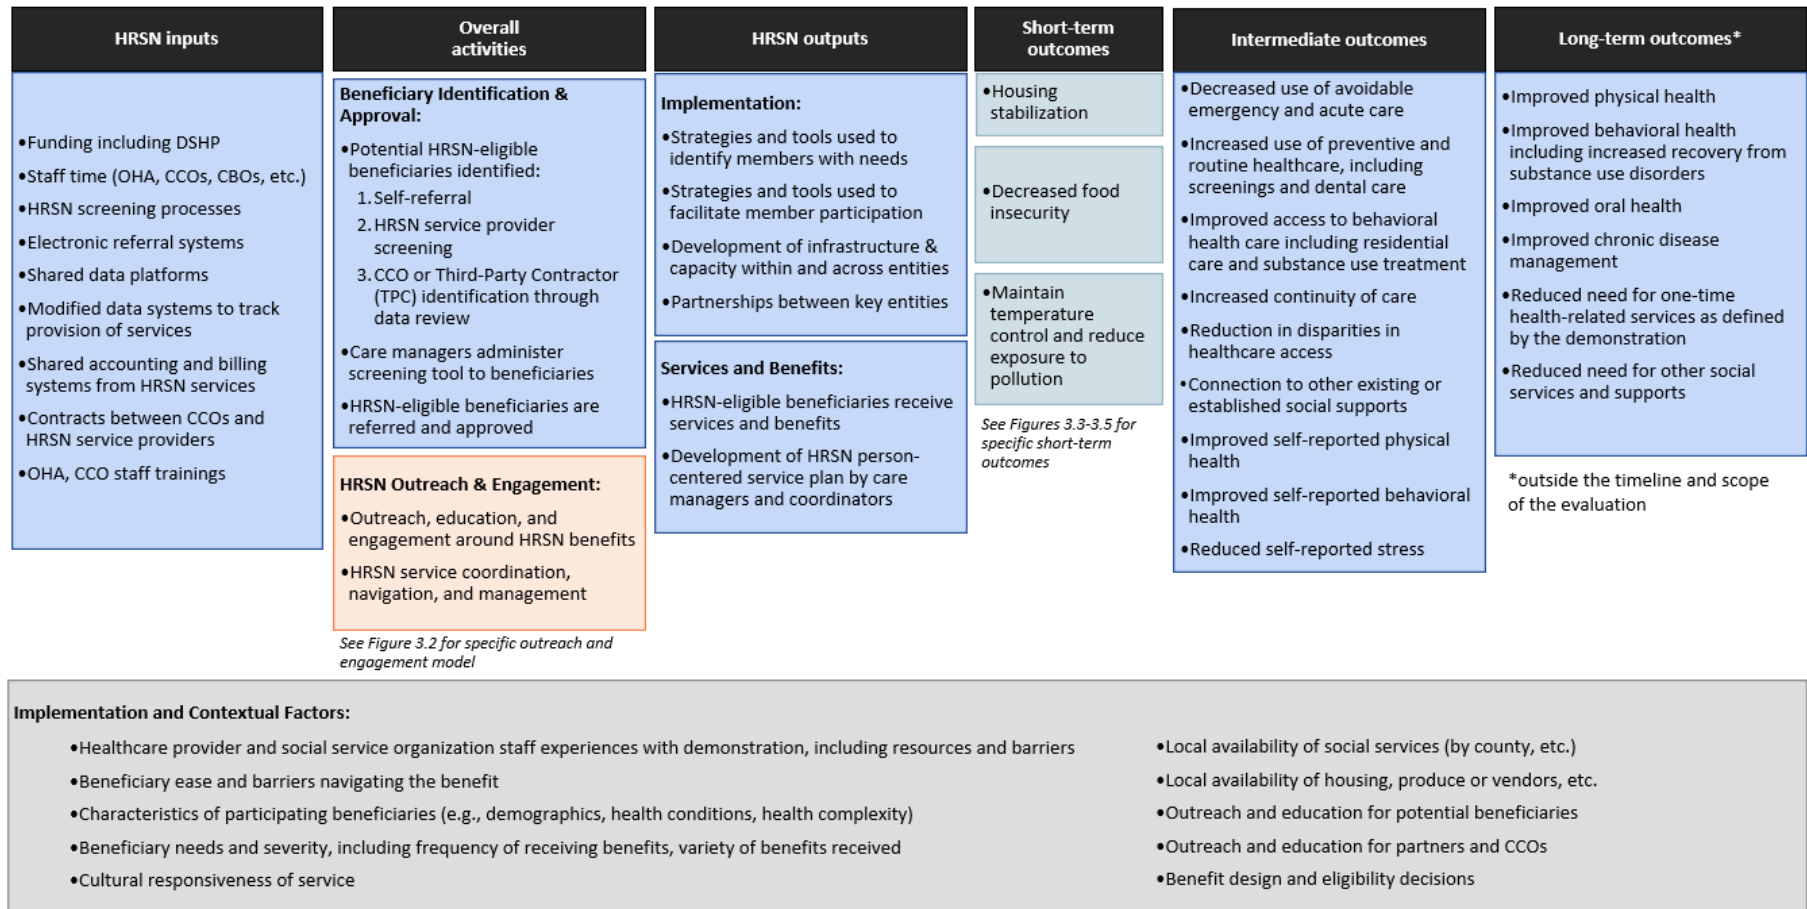 HRSN inputs
•Funding including DSHP
•Staff time (OHA, CCOs, CBOs, etc.)
•HRSN screening processes
•Electronic referral systems
•Shared data platforms
•Modified data systems to track
provision of services
•Shared accounting and billing
systems from HRSN services
•Contracts between CCOs and
HRSN service providers
•OHA, CCO staff trainings
Overall
activities
Beneficiary Identification &
Approval:
•Potential HRSN-eligible
beneficiaries identified:
1. Self-referral
2. HRSN service provider
screening
3. CCO or Third-Party Contractor
(TPC) identification through
data review
•Care managers administer
screening tool to beneficiaries
•HRSN-eligible beneficiaries are
referred and approved
HRSN Outreach & Engagement:
•Outreach, education, and
engagement around HRSN benefits
•HRSN service coordination,
navigation, and management
See Figure 3.2 for specific outreach and
engagement model
HRSN outputs
Implementation:
•Strategies and tools used to
identify members with needs
•Strategies and tools used to
facilitate member participation
•Development of infrastructure &
capacity within and across entities
•Partnerships between key entities
Services and Benefits:
•HRSN-eligible beneficiaries receive
services and benefits
•Development of HRSN person-
centered service plan by care
managers and coordinators
Short-term
outcomes
•Housing
stabilization
•Decreased food
insecurity
•Maintain
temperature
control and reduce
exposure to
pollution
See Figures 3.3-3.5 for
specific short-term
outcomes
Intermediate outcomes
•Decreased use of avoidable
emergency and acute care
•Increased use of preventive and
routine healthcare, including
screenings and dental care
•Improved access to behavioral
health care including residential
care and substance use treatment
•Increased continuity of care
•Reduction in disparities in
healthcare access
•Connection to other existing or
established social supports
•Improved self-reported physical
health
•Improved self-reported behavioral
health
•Reduced self-reported stress
Long-term outcomes*
•Improved physical health
•Improved behavioral health
including increased recovery from
substance use disorders
•Improved oral health
•Improved chronic disease
management
•Reduced need for one-time
health-related services as defined
by the demonstration
•Reduced need for other social
services and supports
*outside the timeline and scope
of the evaluation
Implementation and Contextual Factors:
•Healthcare provider and social service organization staff experiences with demonstration, including resources and barriers
•Beneficiary ease and barriers navigating the benefit
•Characteristics of participating beneficiaries (e.g., demographics, health conditions, health complexity)
•Beneficiary needs and severity, including frequency of receiving benefits, variety of benefits received
•Cultural responsiveness of service
•Local availability of social services (by county, etc.)
•Local availability of housing, produce or vendors, etc.
•Outreach and education for potential beneficiaries
•Outreach and education for partners and CCOs
•Benefit design and eligibility decisions